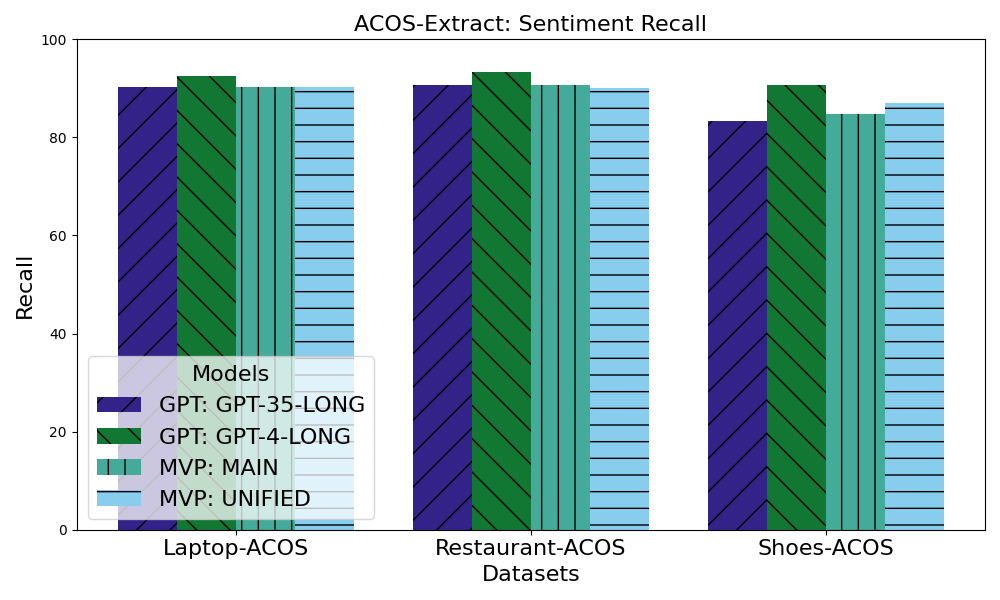 ACOS-Extract: Sentiment Recall
100
80
60
40
20
0
Recall
Models
GPT: GPT-35-LONG
GPT: GPT-4-LONG
MVP: MAIN
MVP: UNIFIED
Laptop-ACOS
Restaurant-ACOS
Shoes-ACOS
Datasets